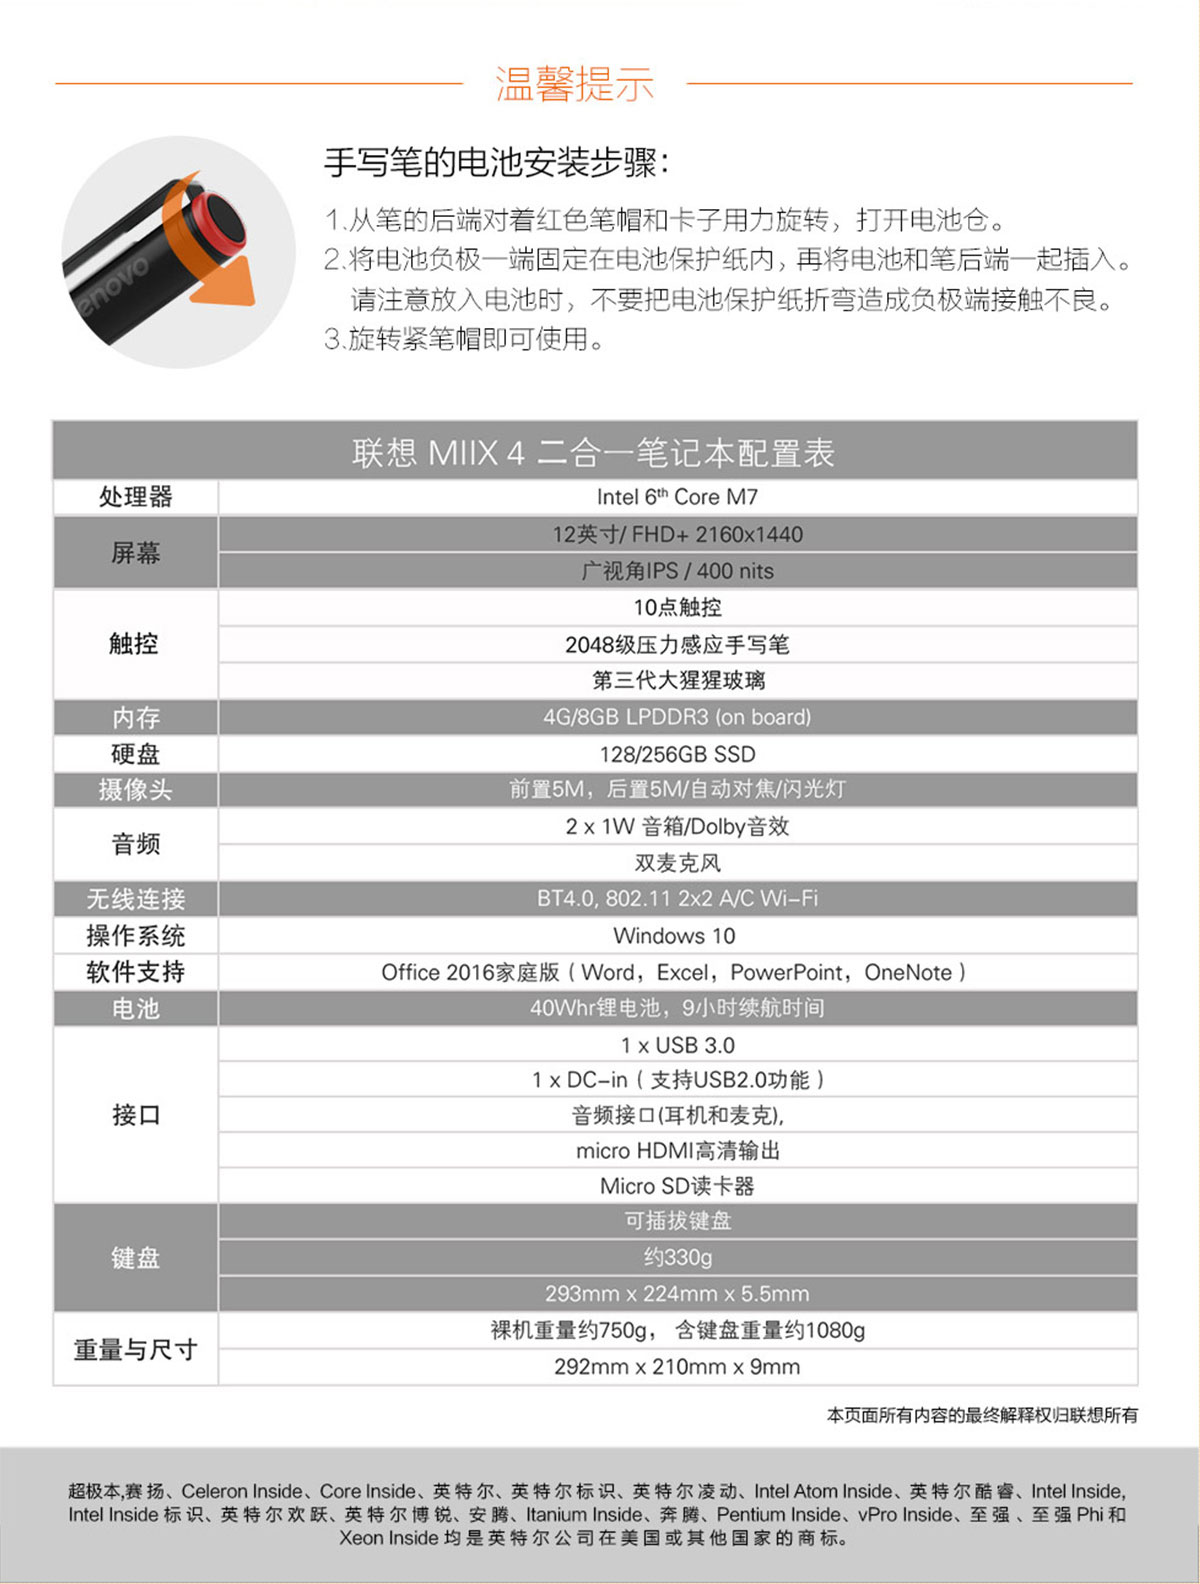 温馨提示
手写笔的电池安装步骤：
1.从笔的后端对着红色笔帽和卡子用力旋转，打开电池仓。
2.将电池负极一端固定在电池保护纸内，再将电池和笔后端一起插入。
请注意放入电池时，不要把电池保护纸折弯造成负极端接触不良。
3.旋转紧笔帽即可使用。
enovo
联想 MIIX 4 二合一笔记本配置表
处理器 Intel 6th Core M7
屏幕 12英寸/ FHD+ 2160x1440
广视角IPS / 400 nits
触控 10点触控
2048级压力感应手写笔
第三代大猩猩玻璃
内存 4G/8GB LPDDR3 (on board)
硬盘 128/256GB SSD
摄像头 前置5M，后置5M/自动对焦/闪光灯
音频 2 x 1W 音箱/Dolby音效
双麦克风
无线连接 BT4.0, 802.11 2x2 A/C Wi-Fi
操作系统 Windows 10
软件支持 Office 2016家庭版（Word，Excel，PowerPoint，OneNote）
电池 40Whr锂电池，9小时续航时间
接口 1 x USB 3.0
1 x DC-in（支持USB2.0功能）
音频接口(耳机和麦克),
micro HDMI高清输出
Micro SD读卡器
键盘 可插拔键盘
约330g
293mm x 224mm x 5.5mm
重量与尺寸 裸机重量约750g， 含键盘重量约1080g
292mm x 210mm x 9mm
本页面所有内容的最终解释权归联想所有
超极本,赛扬、Celeron Inside、Core Inside、英特尔、英特尔标识、英特尔凌动、Intel Atom Inside、英特尔酷睿、Intel Inside,
Intel Inside 标识、英特尔欢跃、英特尔博锐、安腾、Itanium Inside、奔腾、Pentium Inside、vPro Inside、至强、至强 Phi 和
Xeon Inside 均是英特尔公司在美国或其他国家的商标。